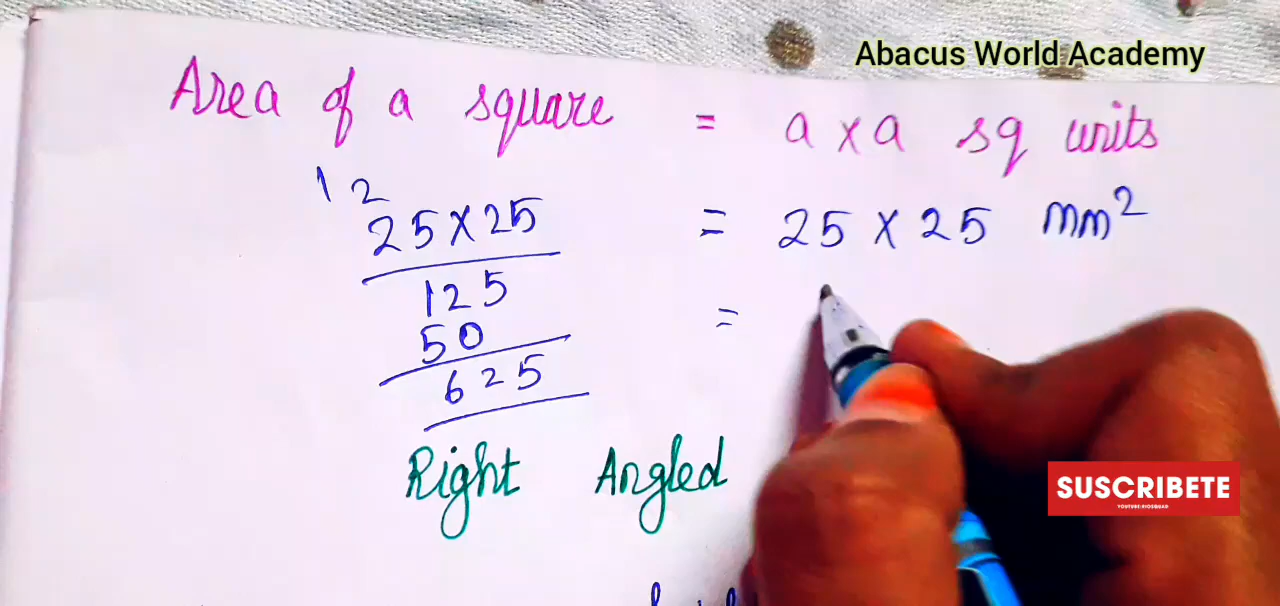 Abacus World Academy
Area of a square = a x a sq units
1 2
25 x 25 = 25 x 25 mm²
125
=
50
625
Right Angled
SUSCRIBETE